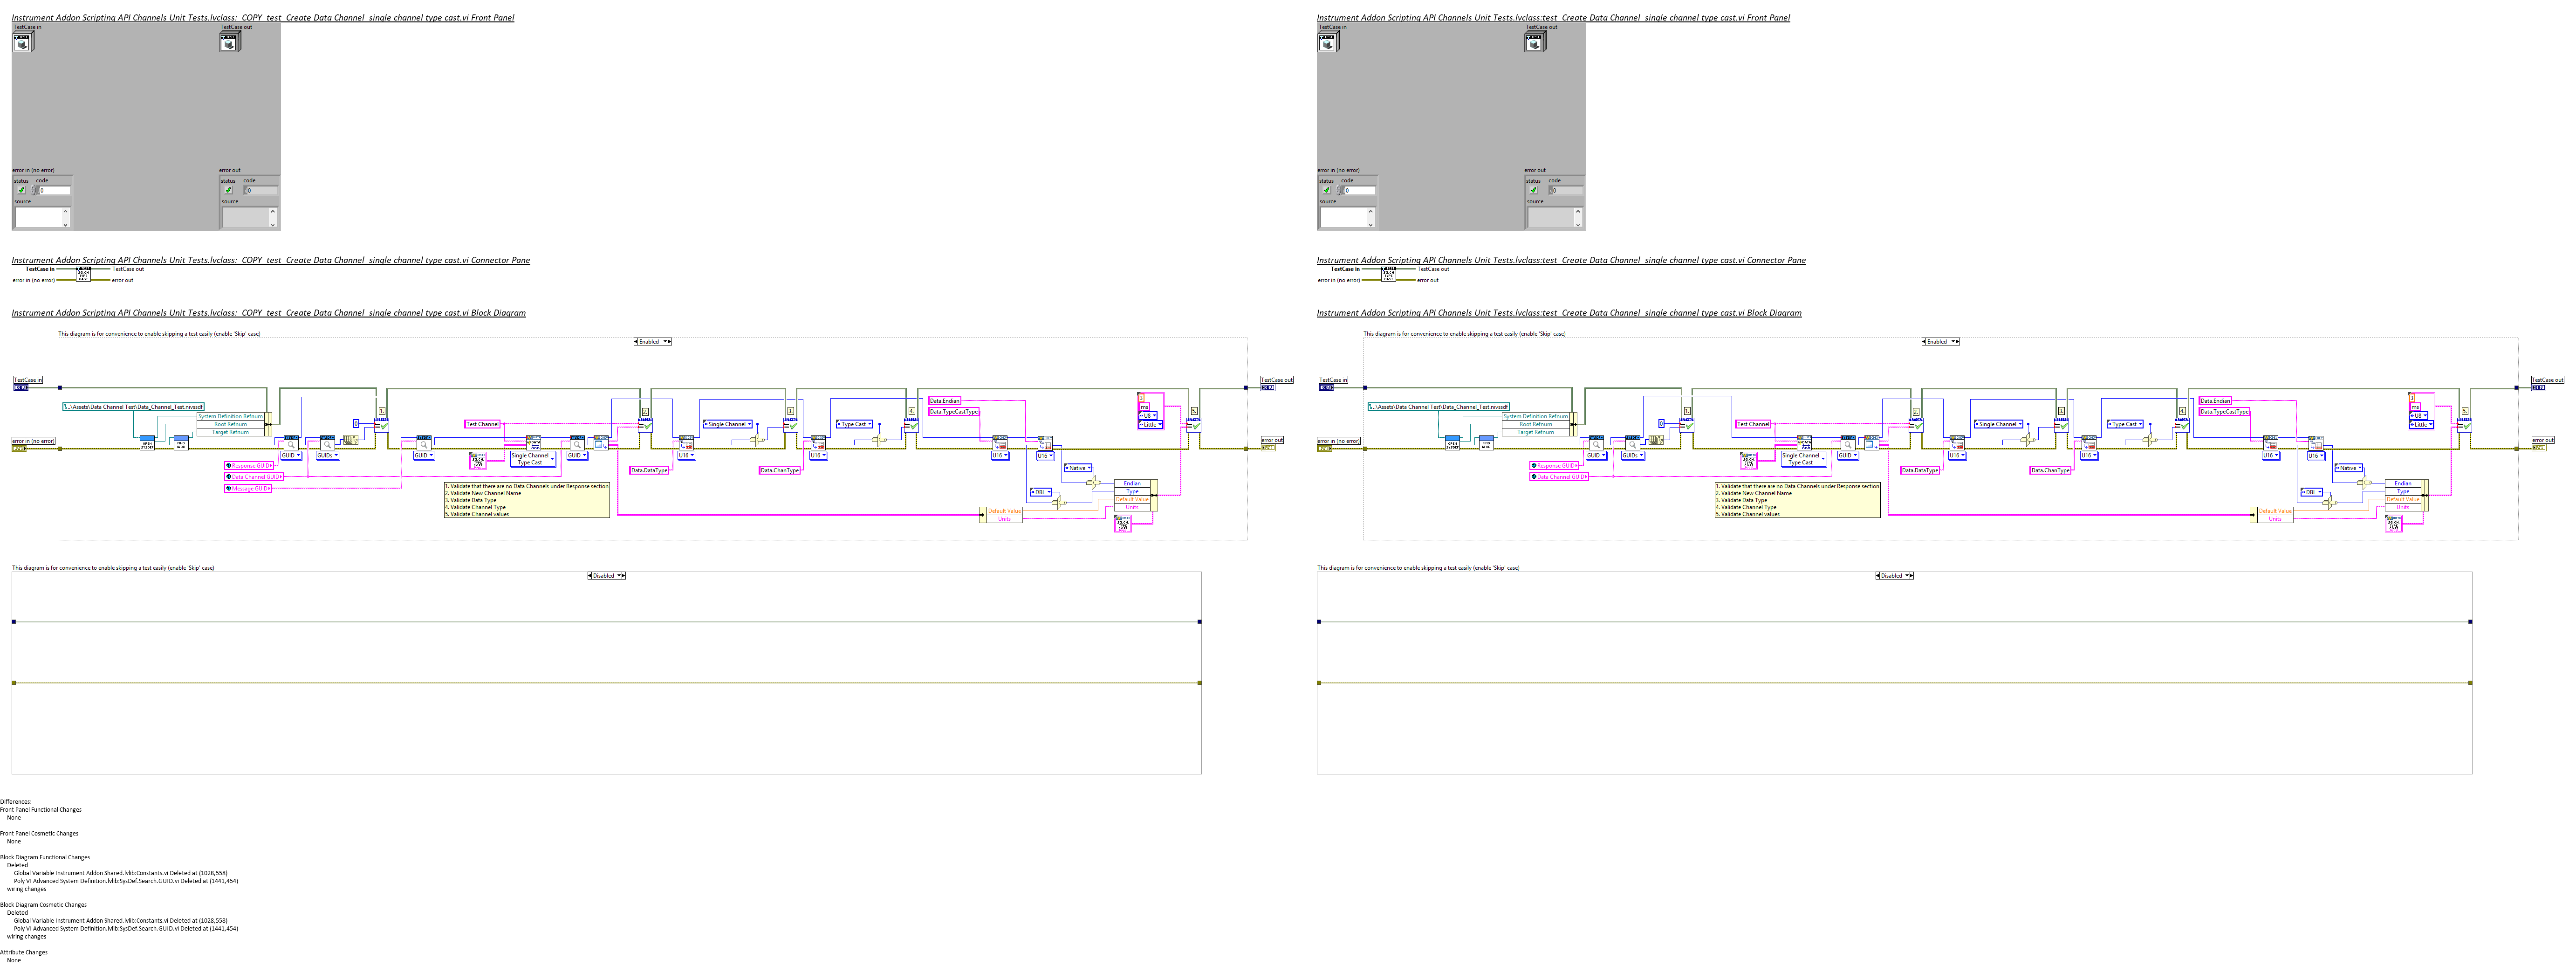 Instrument Addon Scripting API Channels Unit Tests.lvclass:_COPY_test_Create Data Channel_single channel type cast.vi Front Panel
TestCase in
TestCase out
error in (no error)
status code
0
source
error out
status code
0
source
Instrument Addon Scripting API Channels Unit Tests.lvclass:_COPY_test_Create Data Channel_single channel type cast.vi Connector Pane
TestCase in
TestCase out
error in (no error)
error out
Instrument Addon Scripting API Channels Unit Tests.lvclass:_COPY_test_Create Data Channel_single channel type cast.vi Block Diagram
This diagram is for convenience to enable skipping a test easily (enable 'Skip' case)
Enabled
TestCase in
TestCase out
..\Assets\Data Channel Test\Data_Channel_Test.nivssdf
System Definition Refnum
Root Refnum
Target Refnum
error in (no error)
error out
Response GUID
Data Channel GUID
Message GUID
GUID
GUIDs
0
1.
GUID
Test Channel
Single Channel Type Cast
GUID
2.
Data.DataType
U16
Single Channel
3.
Data.ChanType
U16
Type Cast
4.
Data.Endian
Data.TypeCastType
U16
U16
Native
DBL
Endian
Type
Default Value
Units
Default Value
Units
3
ms
U8
Little
5.
1. Validate that there are no Data Channels under Response section
2. Validate New Channel Name
3. Validate Data Type
4. Validate Channel Type
5. Validate Channel values
This diagram is for convenience to enable skipping a test easily (enable 'Skip' case)
Disabled
Instrument Addon Scripting API Channels Unit Tests.lvclass:test_Create Data Channel_single channel type cast.vi Front Panel
TestCase in
TestCase out
error in (no error)
status code
0
source
error out
status code
0
source
Instrument Addon Scripting API Channels Unit Tests.lvclass:test_Create Data Channel_single channel type cast.vi Connector Pane
TestCase in
TestCase out
error in (no error)
error out
Instrument Addon Scripting API Channels Unit Tests.lvclass:test_Create Data Channel_single channel type cast.vi Block Diagram
This diagram is for convenience to enable skipping a test easily (enable 'Skip' case)
Enabled
TestCase in
TestCase out
..\Assets\Data Channel Test\Data_Channel_Test.nivssdf
System Definition Refnum
Root Refnum
Target Refnum
error in (no error)
error out
Response GUID
Data Channel GUID
GUID
GUIDs
0
1.
Test Channel
Single Channel Type Cast
GUID
2.
Data.DataType
U16
Single Channel
3.
Data.ChanType
U16
Type Cast
4.
Data.Endian
Data.TypeCastType
U16
U16
Native
DBL
Endian
Type
Default Value
Units
Default Value
Units
3
ms
U8
Little
5.
1. Validate that there are no Data Channels under Response section
2. Validate New Channel Name
3. Validate Data Type
4. Validate Channel Type
5. Validate Channel values
This diagram is for convenience to enable skipping a test easily (enable 'Skip' case)
Disabled
Differences:
Front Panel Functional Changes
None
Front Panel Cosmetic Changes
None
Block Diagram Functional Changes
Deleted
Global Variable Instrument Addon Shared.lvlib:Constants.vi Deleted at (1028,558)
Poly VI Advanced System Definition.lvlib:SysDef.Search.GUID.vi Deleted at (1441,454)
wiring changes
Block Diagram Cosmetic Changes
Deleted
Global Variable Instrument Addon Shared.lvlib:Constants.vi Deleted at (1028,558)
Poly VI Advanced System Definition.lvlib:SysDef.Search.GUID.vi Deleted at (1441,454)
wiring changes
Attribute Changes
None